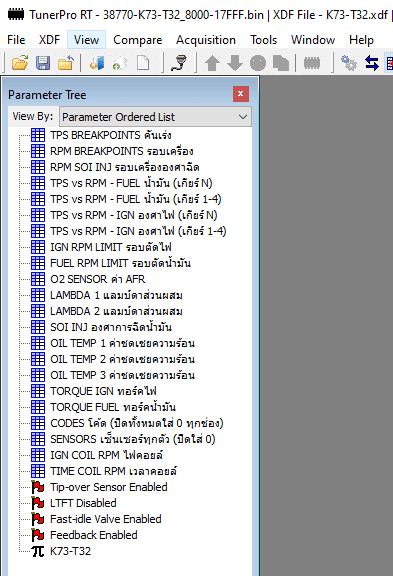 TunerPro RT - 38770-K73-T32_8000-17FFF.bin | XDF File - K73-T32.xdf |
File XDF View Compare Acquisition Tools Window Help
Parameter Tree
View By: Parameter Ordered List
TPS BREAKPOINTS คันเร่ง
RPM BREAKPOINTS รอบเครื่อง
RPM SOI INJ รอบเครื่ององศาฉีด
TPS vs RPM - FUEL น้ำมัน (เกียร์ N)
TPS vs RPM - FUEL น้ำมัน (เกียร์ 1-4)
TPS vs RPM - IGN องศาไฟ (เกียร์ N)
TPS vs RPM - IGN องศาไฟ (เกียร์ 1-4)
IGN RPM LIMIT รอบตัดไฟ
FUEL RPM LIMIT รอบตัดน้ำมัน
O2 SENSOR ค่า AFR
LAMBDA 1 แลมบ์ดาส่วนผสม
LAMBDA 2 แลมบ์ดาส่วนผสม
SOI INJ องศาการฉีดน้ำมัน
OIL TEMP 1 ค่าชดเชยความร้อน
OIL TEMP 2 ค่าชดเชยความร้อน
OIL TEMP 3 ค่าชดเชยความร้อน
TORQUE IGN ทอร์คไฟ
TORQUE FUEL ทอร์คน้ำมัน
CODES โค้ด (ปิดทั้งหมดใส่ 0 ทุกช่อง)
SENSORS เซ็นเซอร์ทุกตัว (ปิดใส่ 0)
IGN COIL RPM ไฟคอยล์
TIME COIL RPM เวลาคอยล์
Tip-over Sensor Enabled
LTFT Disabled
Fast-idle Valve Enabled
Feedback Enabled
K73-T32